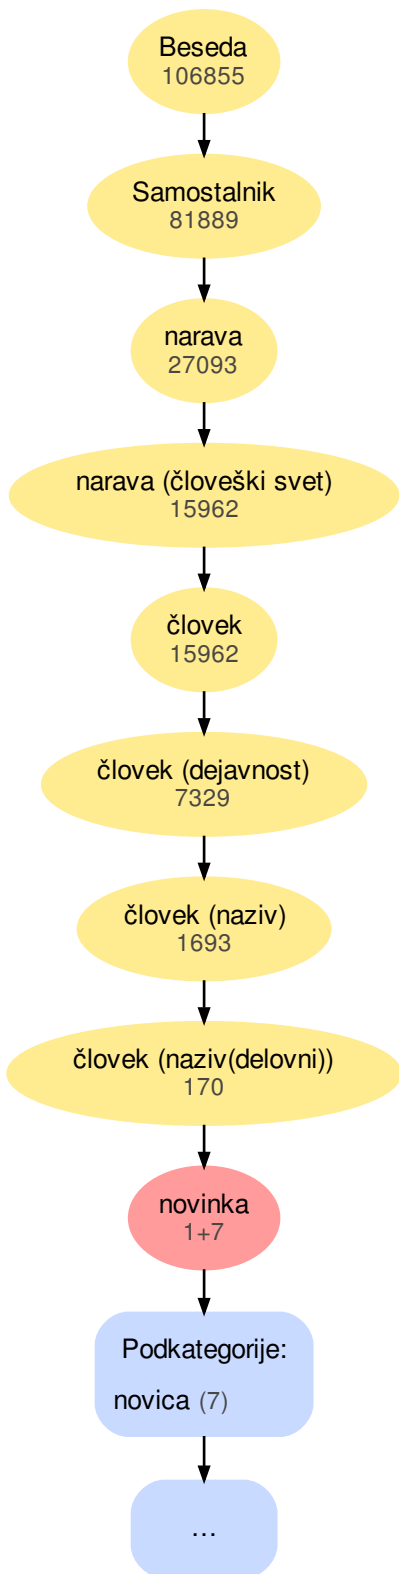 Beseda
106855
Samostalnik
81889
narava
27093
narava (človeški svet)
15962
človek
15962
človek (dejavnost)
7329
človek (naziv)
1693
človek (naziv(delovni))
170
novinka
1+7
Podkategorije:
novica (7)
...